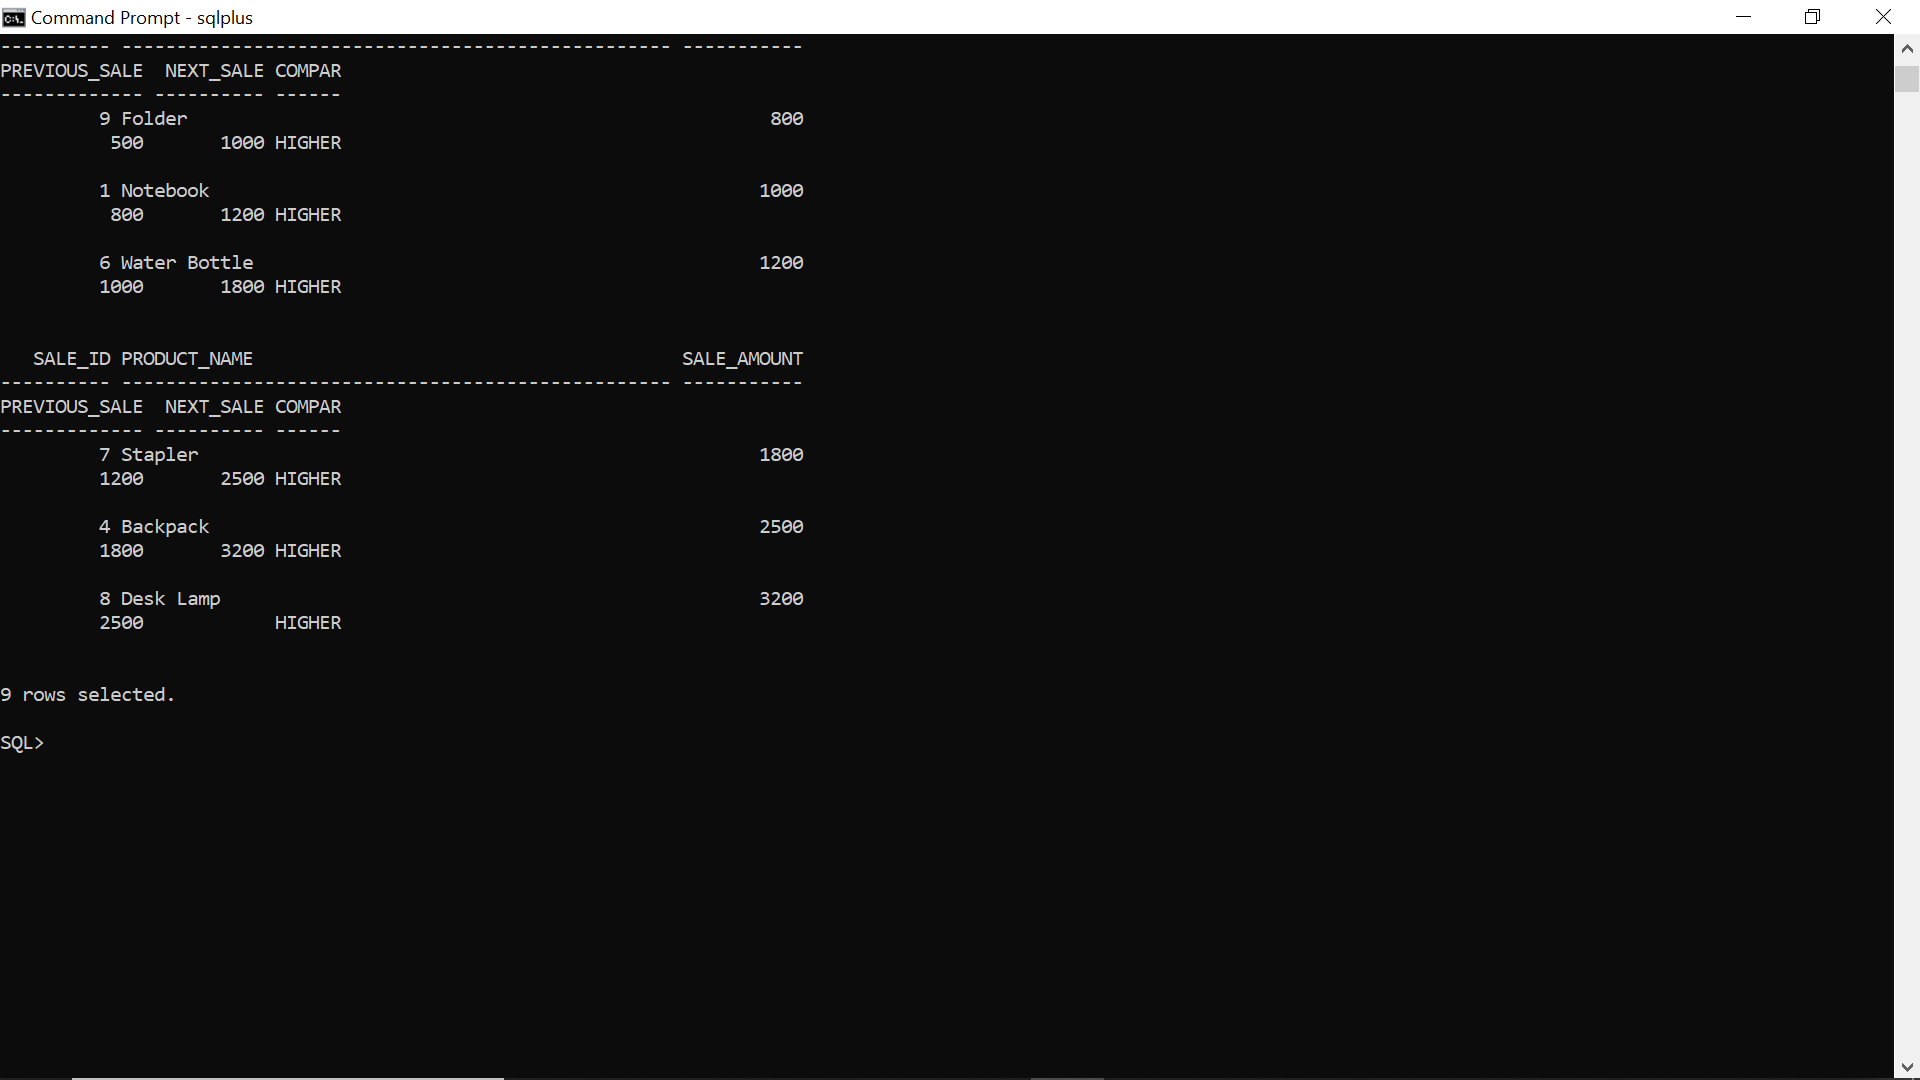 Command Prompt - sqlplus
---------- -------------------------------------------------- -----------
PREVIOUS_SALE  NEXT_SALE COMPAR
------------- ---------- ------
         9 Folder                                                     800
          500       1000 HIGHER
         1 Notebook                                                  1000
          800       1200 HIGHER
         6 Water Bottle                                              1200
         1000       1800 HIGHER
   SALE_ID PRODUCT_NAME                                       SALE_AMOUNT
---------- -------------------------------------------------- -----------
PREVIOUS_SALE  NEXT_SALE COMPAR
------------- ---------- ------
         7 Stapler                                                   1800
         1200       2500 HIGHER
         4 Backpack                                                  2500
         1800       3200 HIGHER
         8 Desk Lamp                                                 3200
         2500            HIGHER
9 rows selected.
SQL>